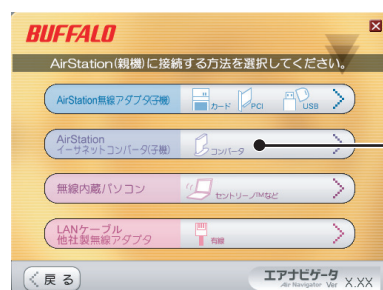 BUFFALO
AirStation(親機)に接続する方法を選択してください。
AirStation無線アダプタ(子機) カード PCI USB
AirStation
イーサネットコンバータ(子機) コンバータ
無線内蔵パソコン セントリーノTMなど
LANケーブル
他社製無線アダプタ 有線
戻る
エアナビゲータ
Air Navigator Ver X.XX